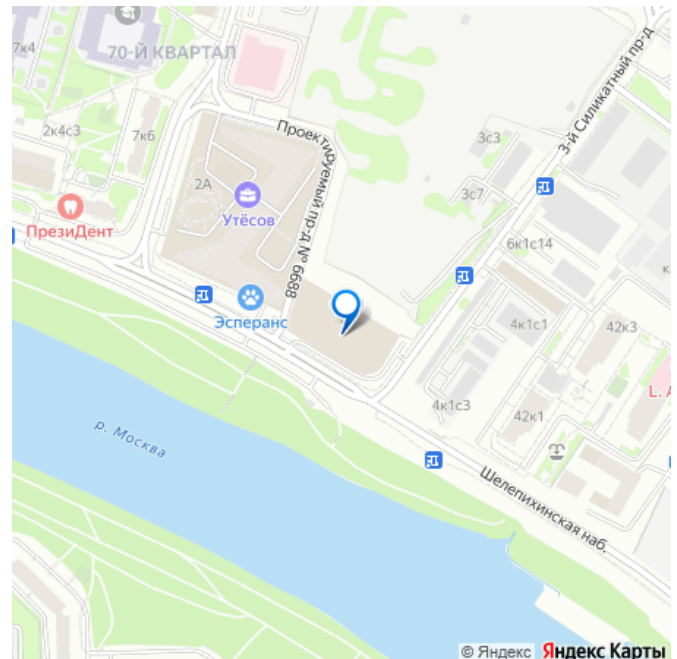 7к4
70-Й КВАРТАЛ
2к4с3
7к6
Проектируемый пр-д № 6688
3-й Силикатный пр-д
3с3
2А
Утёсов
3с7
ПрезиДент
6к1с14
Эсперанс
4к1с1
42к3
L. A
4к1с3
42к1
р. Москва
Шелепихинская наб.
© Яндекс Яндекс Карты